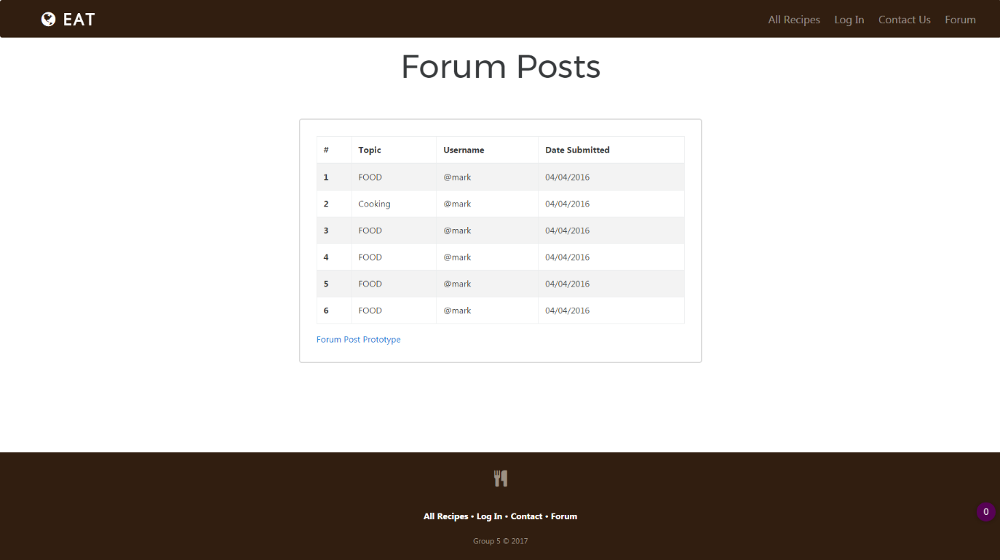 EAT All Recipes Log In Contact Us Forum
Forum Posts
# Topic Username Date Submitted
1 FOOD @mark 04/04/2016
2 Cooking @mark 04/04/2016
3 FOOD @mark 04/04/2016
4 FOOD @mark 04/04/2016
5 FOOD @mark 04/04/2016
6 FOOD @mark 04/04/2016
Forum Post Prototype
0
All Recipes • Log In • Contact • Forum
Group 5 © 2017